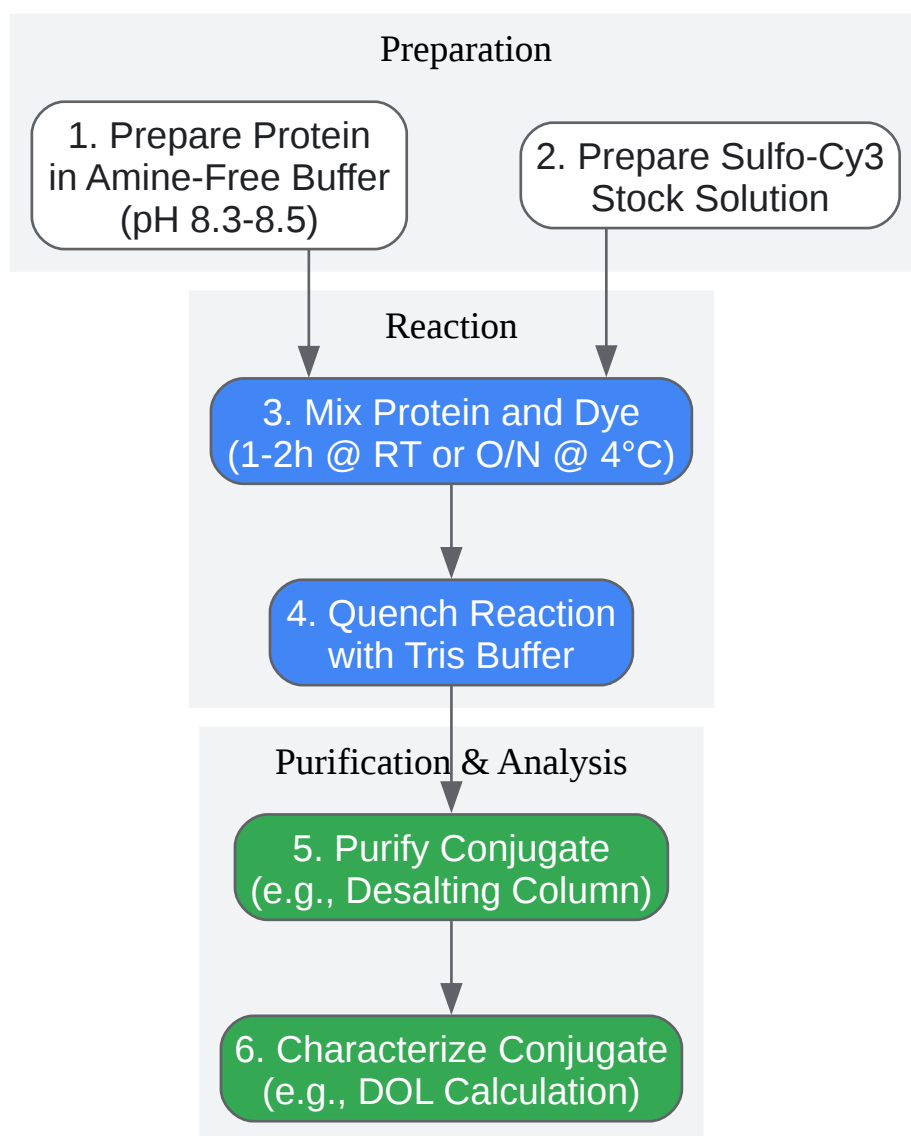 Preparation
1. Prepare Protein
in Amine-Free Buffer
(pH 8.3-8.5)
2. Prepare Sulfo-Cy3
Stock Solution
Reaction
3. Mix Protein and Dye
(1-2h @ RT or O/N @ 4°C)
4. Quench Reaction
with Tris Buffer
Purification & Analysis
5. Purify Conjugate
(e.g., Desalting Column)
6. Characterize Conjugate
(e.g., DOL Calculation)